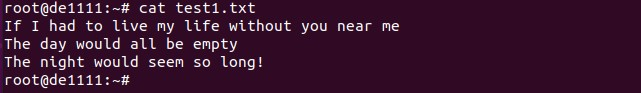 root@de1111:~# cat test1.txt
If I had to live my life without you near me
The day would all be empty
The night would seem so long!
root@de1111:~#